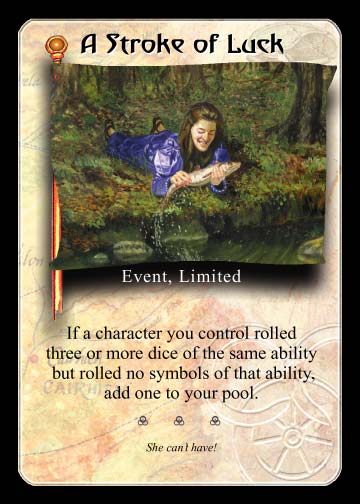 A Stroke of Luck
Event, Limited
If a character you control rolled
three or more dice of the same ability
but rolled no symbols of that ability,
add one to your pool.
She can't have!